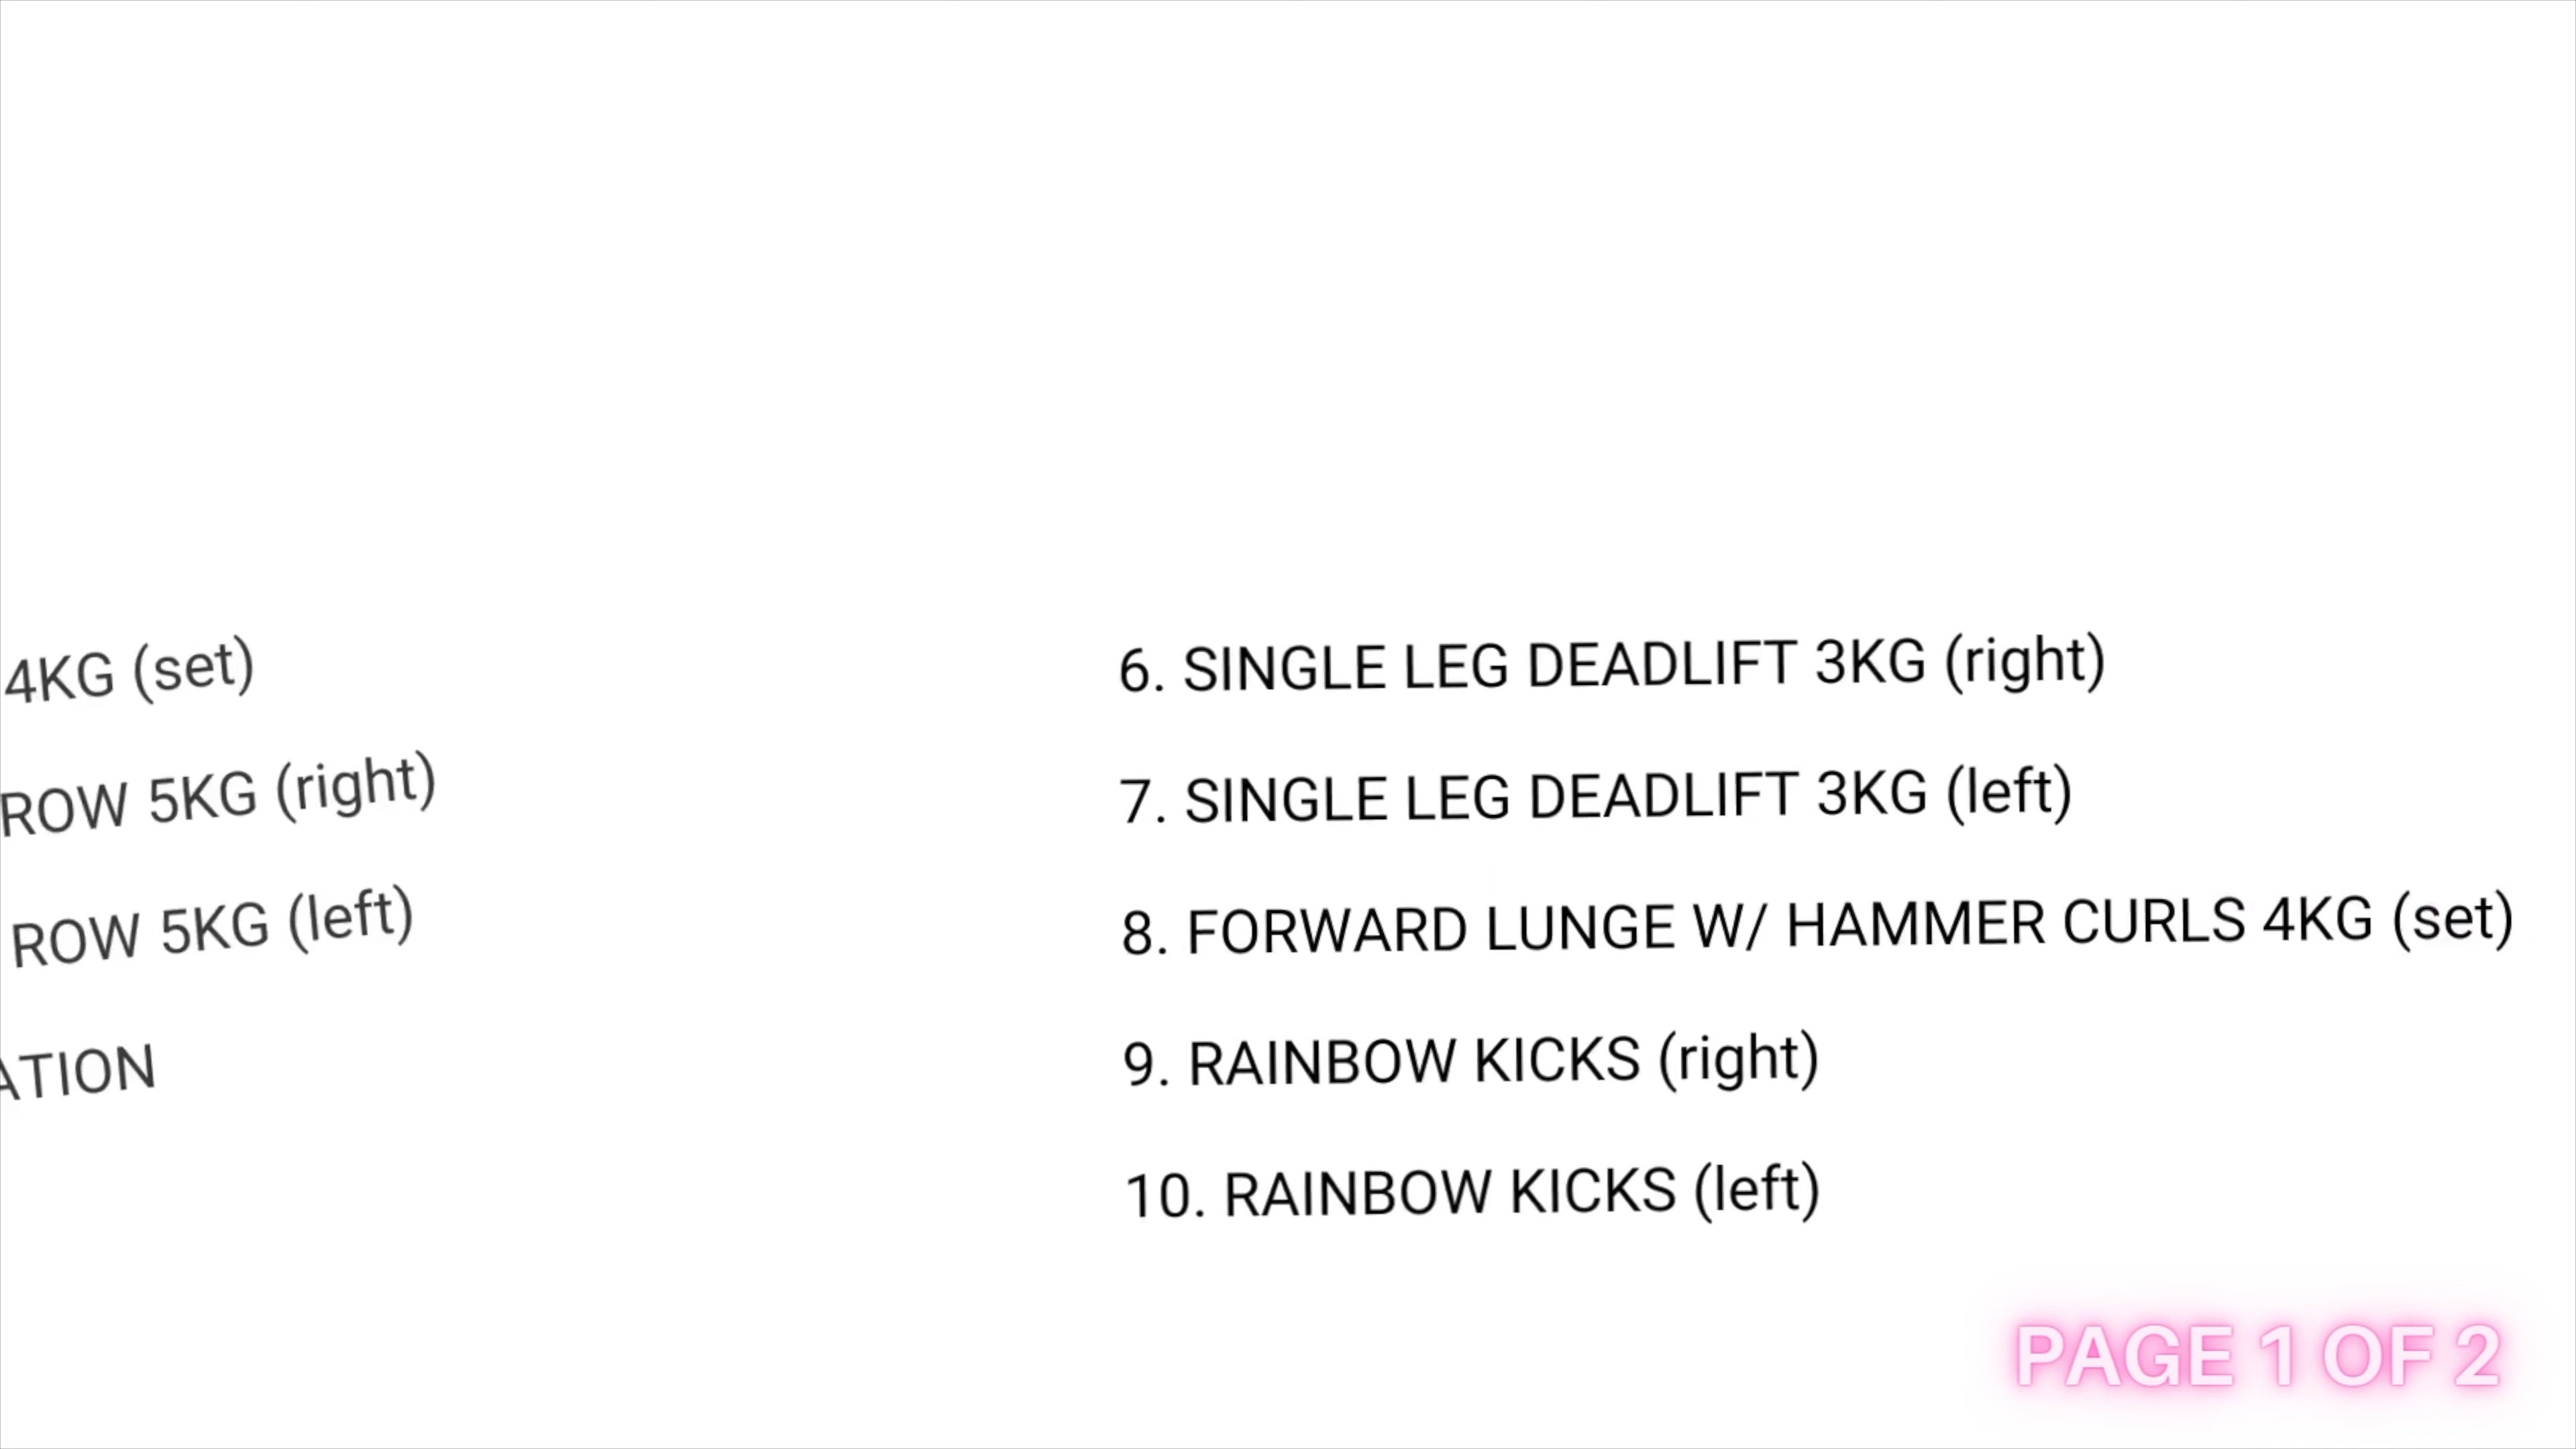 4KG (set)
ROW 5KG (right)
ROW 5KG (left)
6. SINGLE LEG DEADLIFT 3KG (right)
7. SINGLE LEG DEADLIFT 3KG (left)
8. FORWARD LUNGE W/ HAMMER CURLS 4KG (set)
9. RAINBOW KICKS (right)
10. RAINBOW KICKS (left)
PAGE 1 OF 2